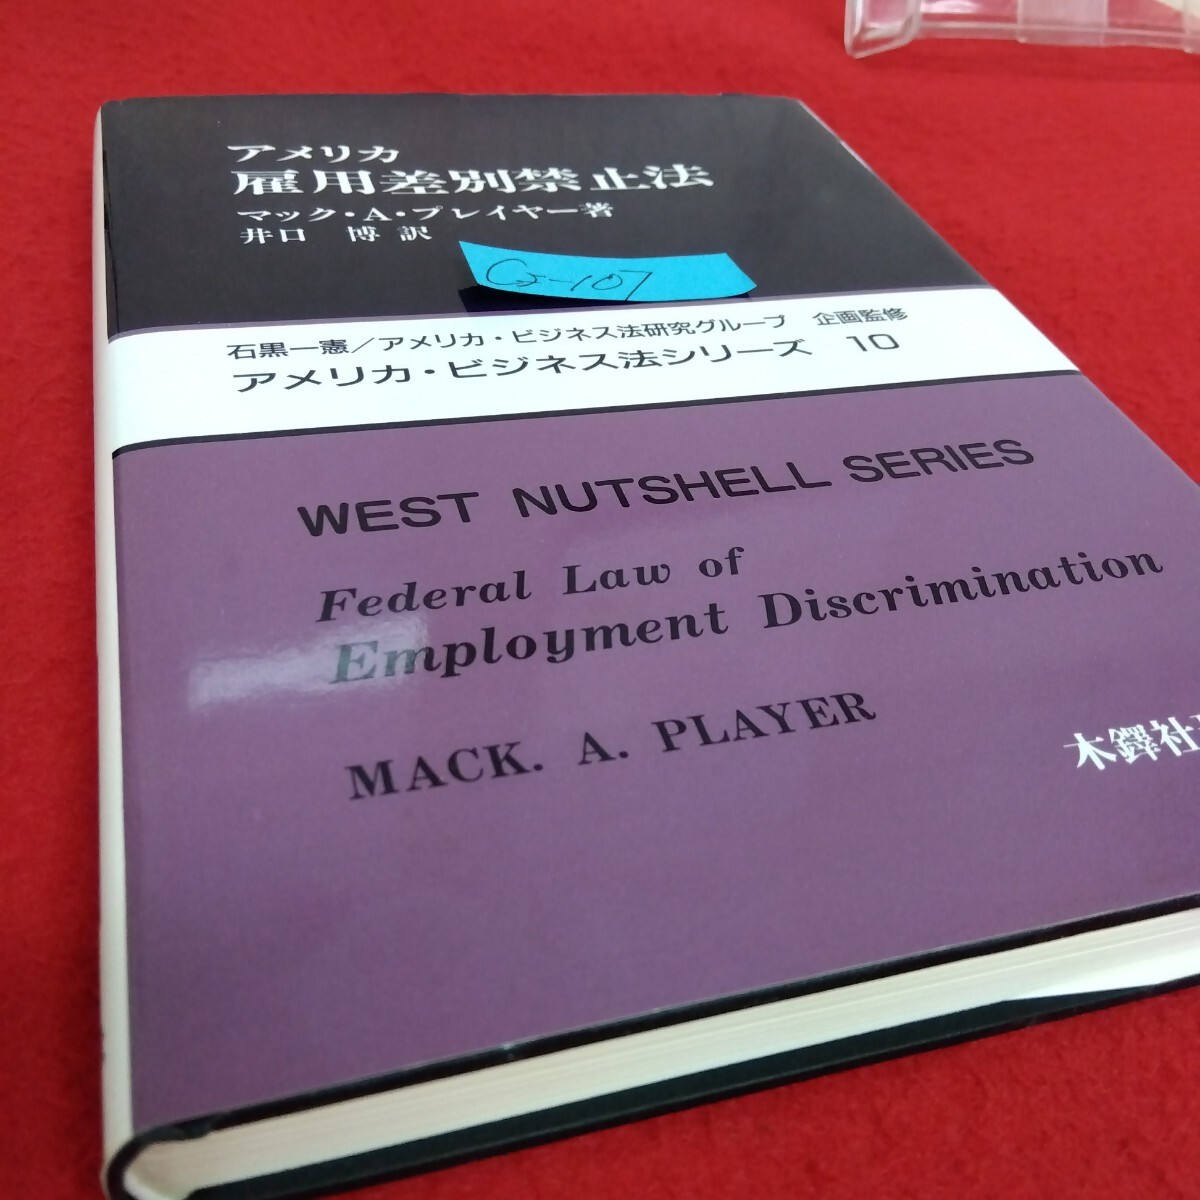 アメリカ
雇用差別禁止法
マック・A・プレイヤー著
井口 博 訳
G-107
石黒一憲/アメリカ・ビジネス法研究グループ 企画監修
アメリカ・ビジネス法シリーズ 10
WEST NUTSHELL SERIES
Federal Law of
Employment Discrimination
MACK. A. PLAYER
木鐸社